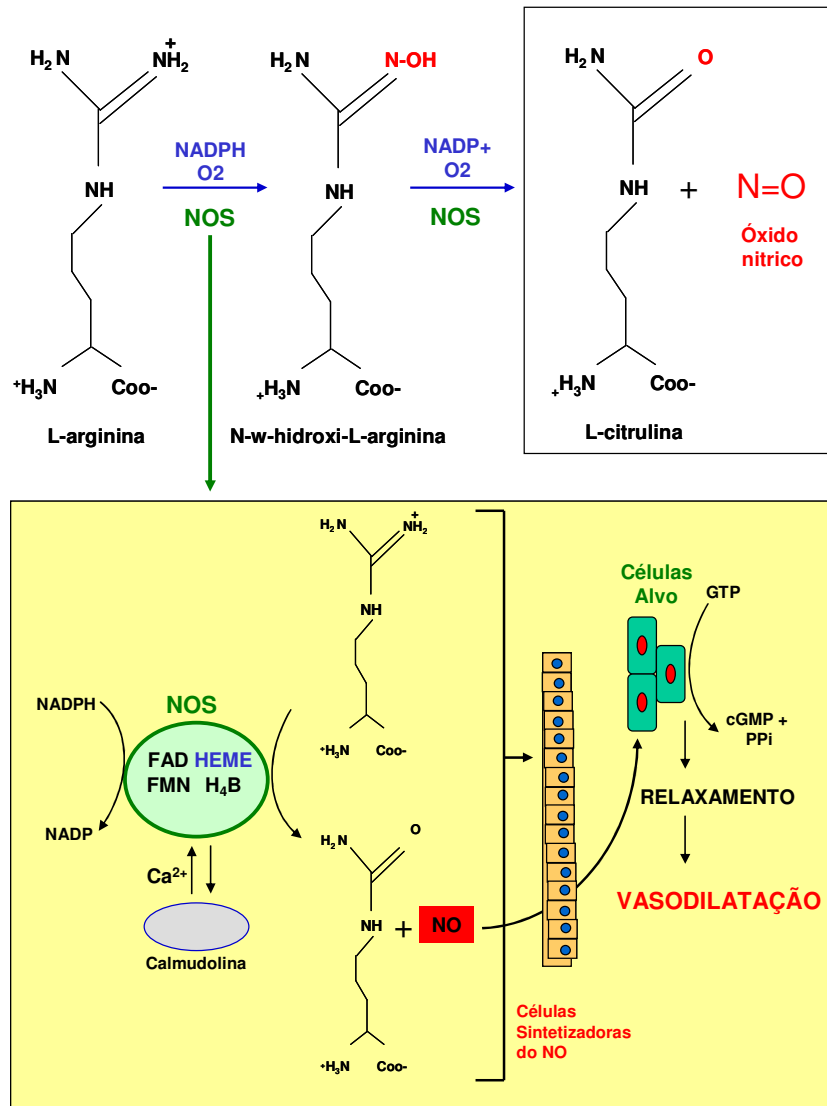 H₂N
NH₂
+
NH
⁺H₃N
Coo-
L-arginina
NADPH
O2
NOS
H₂N
N-OH
NH
+H₃N
Coo-
N-w-hidroxi-L-arginina
NADP+
O2
NOS
H₂N
O
NH
+H₃N
Coo-
L-citrulina
+
N=O
Óxido
nitrico
NADPH
NADP
NOS
FAD HEME
FMN H₄B
Ca²⁺
Calmudolina
H₂N
NH₂
+
NH
⁺H₃N
Coo-
H₂N
O
NH
⁺H₃N
Coo-
+
NO
Células
Sintetizadoras
do NO
Células
Alvo
GTP
cGMP +
PPi
RELAXAMENTO
VASODILATAÇÃO